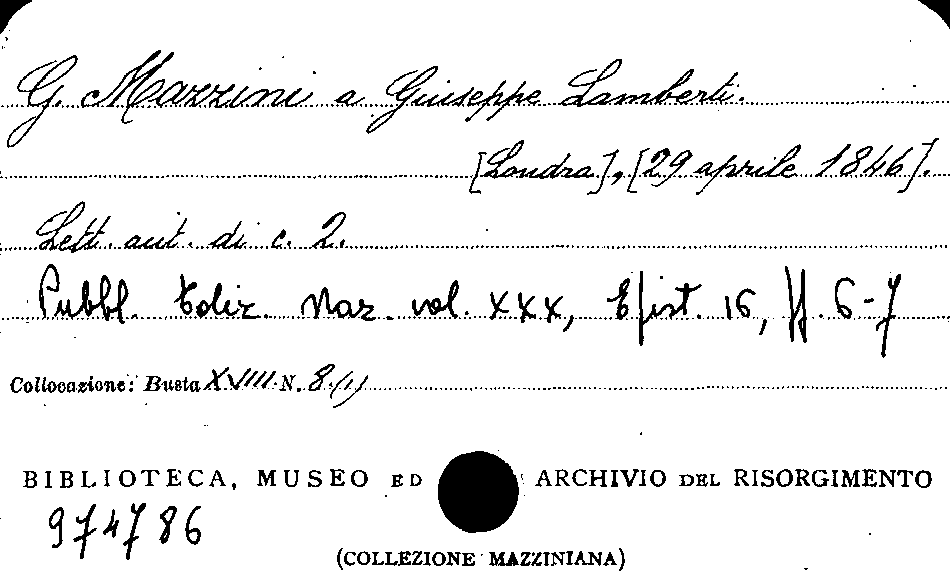 G. Mazzini a Giuseppe Lamberti.
[Londra], [29 aprile 1846].
Lett. aut. di c. 2.
Pubbl. Ediz. Naz. vol. XXX, Epist. 16, pp. 6-7
Collocazione: Busta XVIII N. 8.(1)
BIBLIOTECA, MUSEO ED ARCHIVIO DEL RISORGIMENTO
974786
(COLLEZIONE MAZZINIANA)